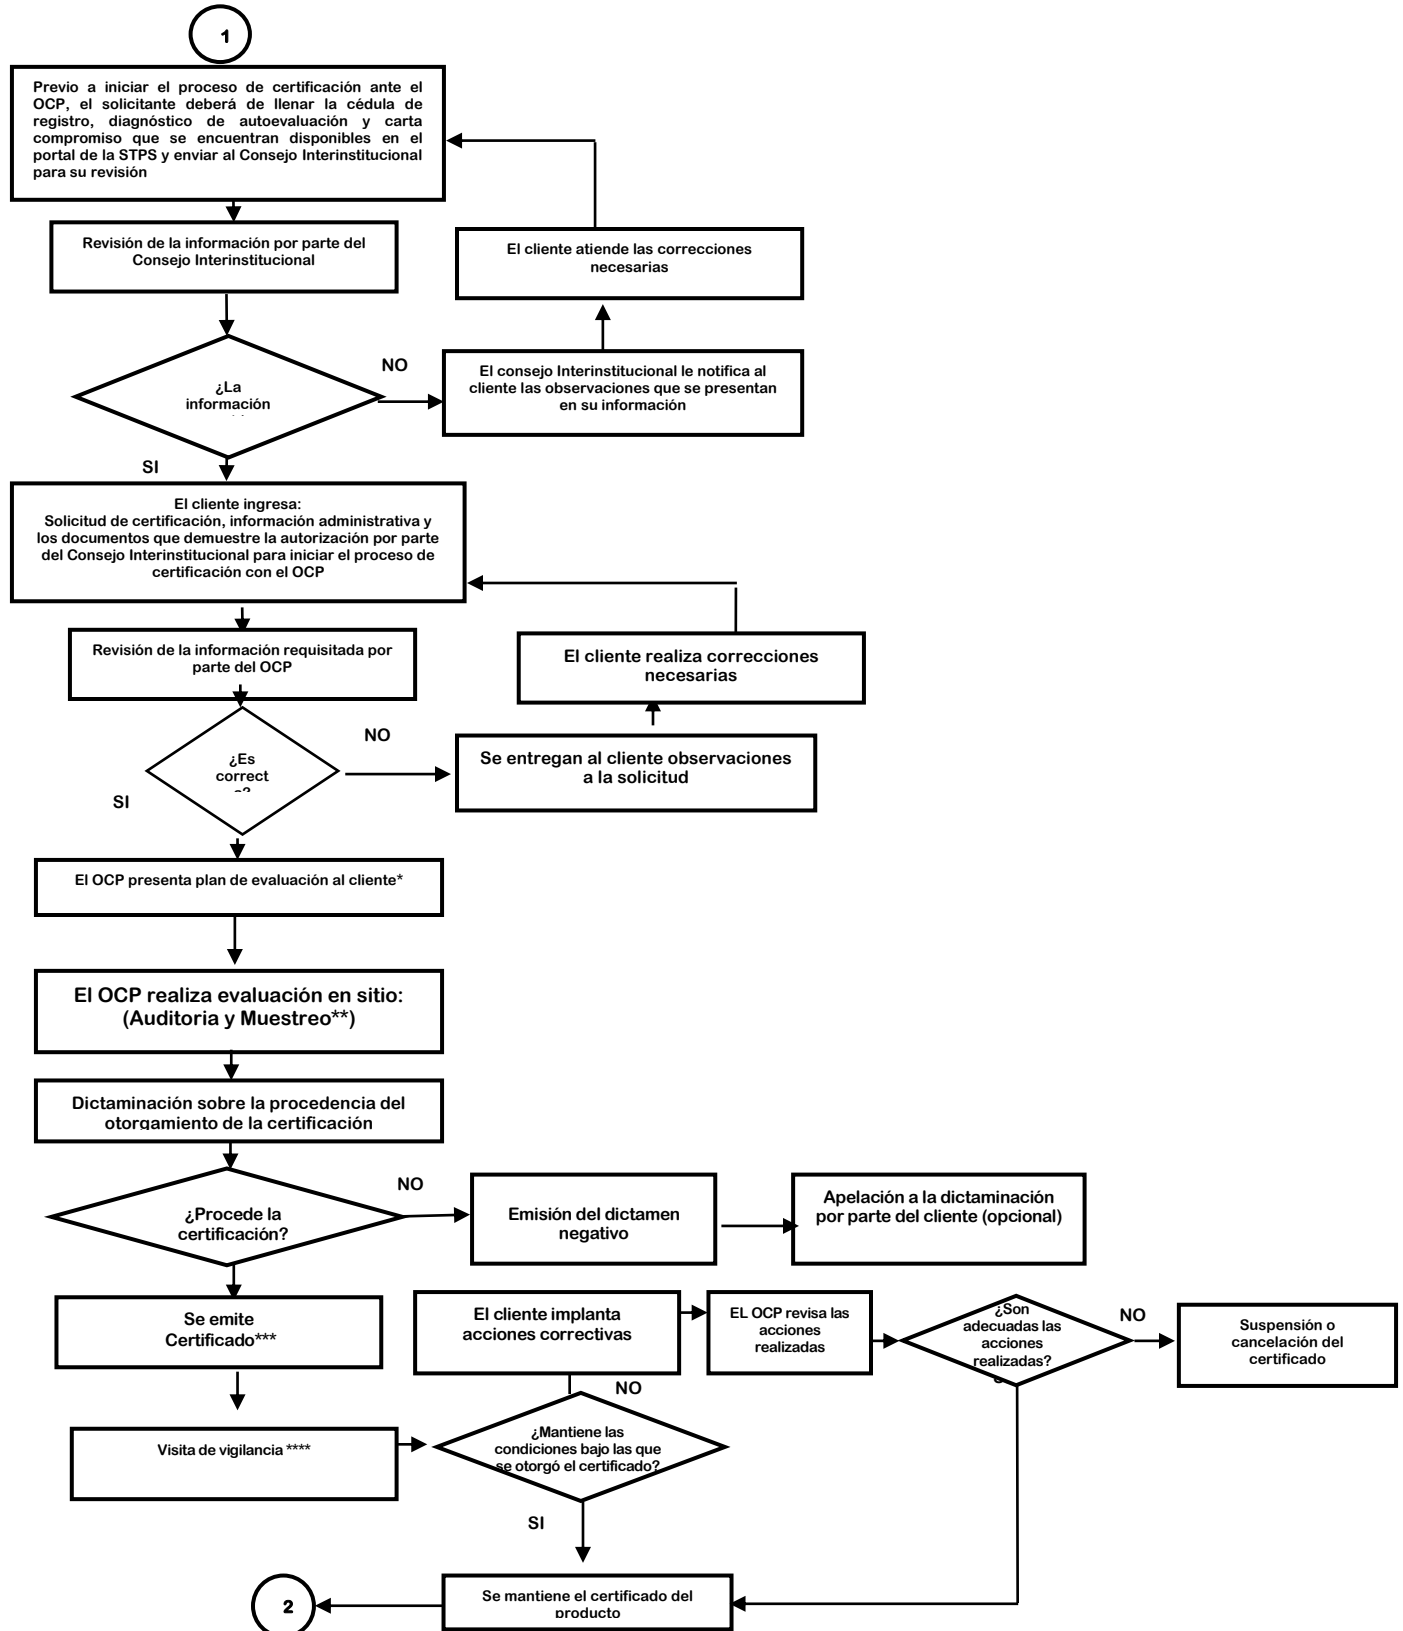 1
Previo a iniciar el proceso de certificación ante el
OCP, el solicitante deberá de llenar la cédula de
registro, diagnóstico de autoevaluación y carta
compromiso que se encuentran disponibles en el
portal de la STPS y enviar al Consejo Interinstitucional
para su revisión
Revisión de la información por parte del
Consejo Interinstitucional
El cliente atiende las correcciones
necesarias
¿La
información
NO
El consejo Interinstitucional le notifica al
cliente las observaciones que se presentan
en su información
SI
El cliente ingresa:
Solicitud de certificación, información administrativa y
los documentos que demuestre la autorización por parte
del Consejo Interinstitucional para iniciar el proceso de
certificación con el OCP
Revisión de la información requisitada por
parte del OCP
El cliente realiza correcciones
necesarias
¿Es
correct
o?
NO
Se entregan al cliente observaciones
a la solicitud
SI
El OCP presenta plan de evaluación al cliente*
El OCP realiza evaluación en sitio:
(Auditoria y Muestreo**)
Dictaminación sobre la procedencia del
otorgamiento de la certificación
¿Procede la
certificación?
NO
Emisión del dictamen
negativo
Apelación a la dictaminación
por parte del cliente (opcional)
Se emite
Certificado***
El cliente implanta
acciones correctivas
EL OCP revisa las
acciones
realizadas
¿Son
adecuadas las
acciones
realizadas?
NO
Suspensión o
cancelación del
certificado
Visita de vigilancia ****
NO
¿Mantiene las
condiciones bajo las que
se otorgó el certificado?
SI
Se mantiene el certificado del
producto
2